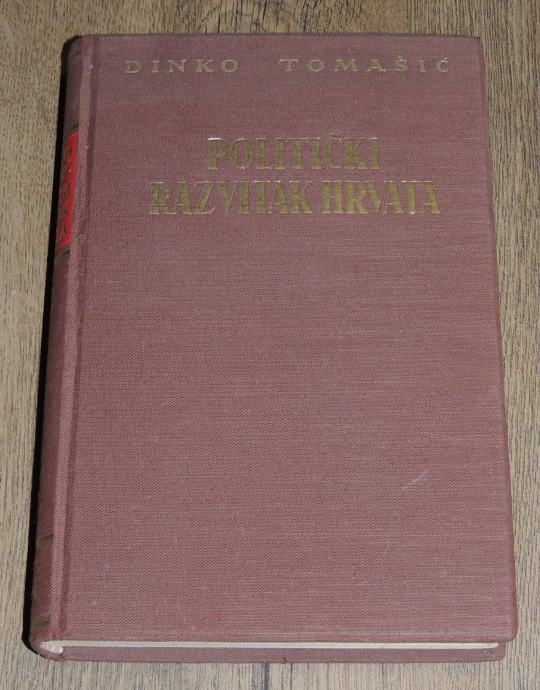 DINKO TOMAŠIĆ
POLITIČKI
RAZVITAK HRVATA